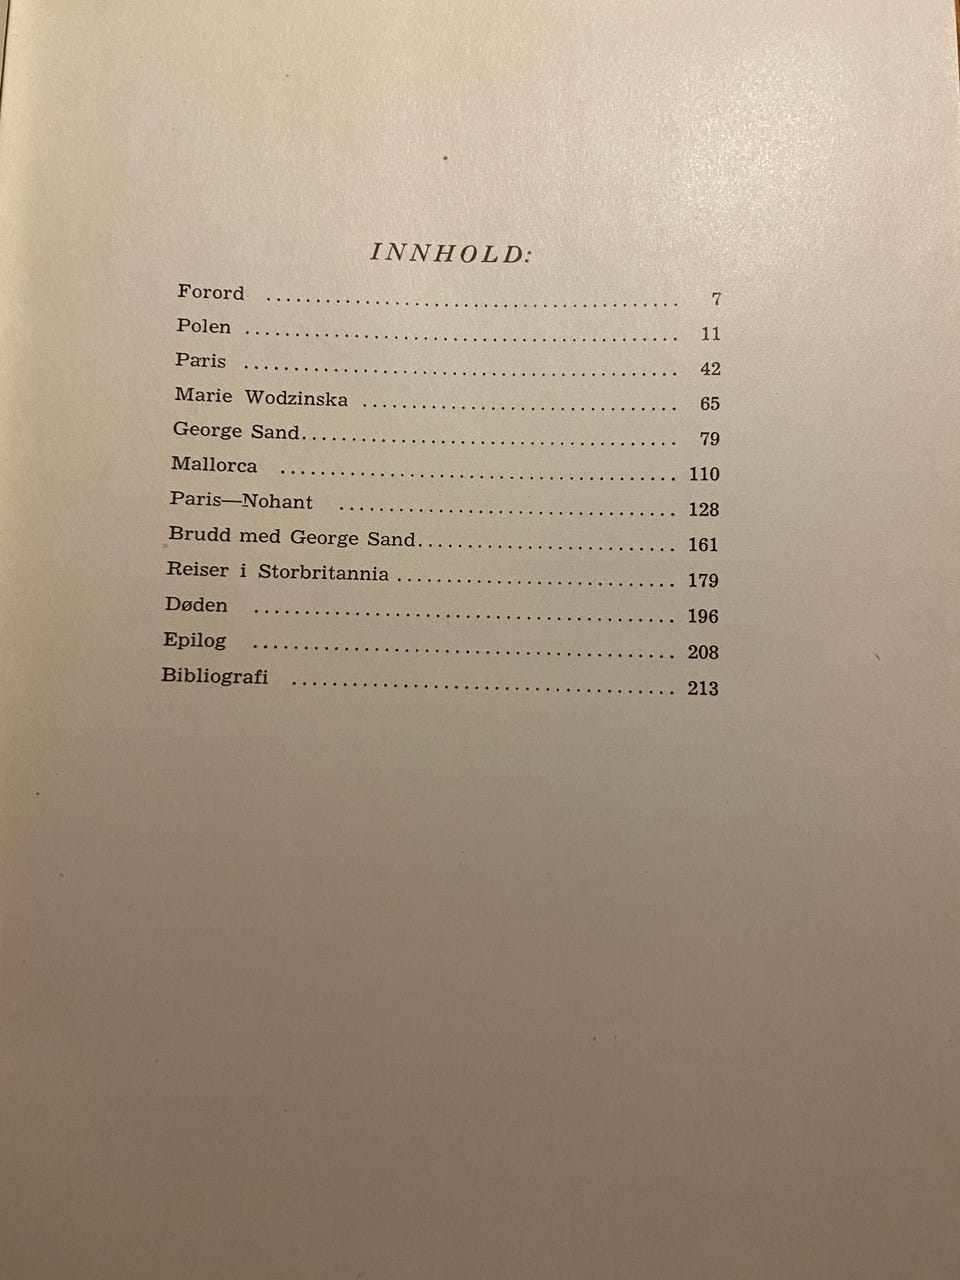 INNHOLD:
Forord ........................................ 7
Polen ........................................ 11
Paris ........................................ 42
Marie Wodzinska ................................ 65
George Sand...................................... 79
Mallorca ........................................ 110
Paris—Nohant .................................. 128
Brudd med George Sand.......................... 161
Reiser i Storbritannia ............................ 179
Døden .......................................... 196
Epilog .......................................... 208
Bibliografi ...................................... 213